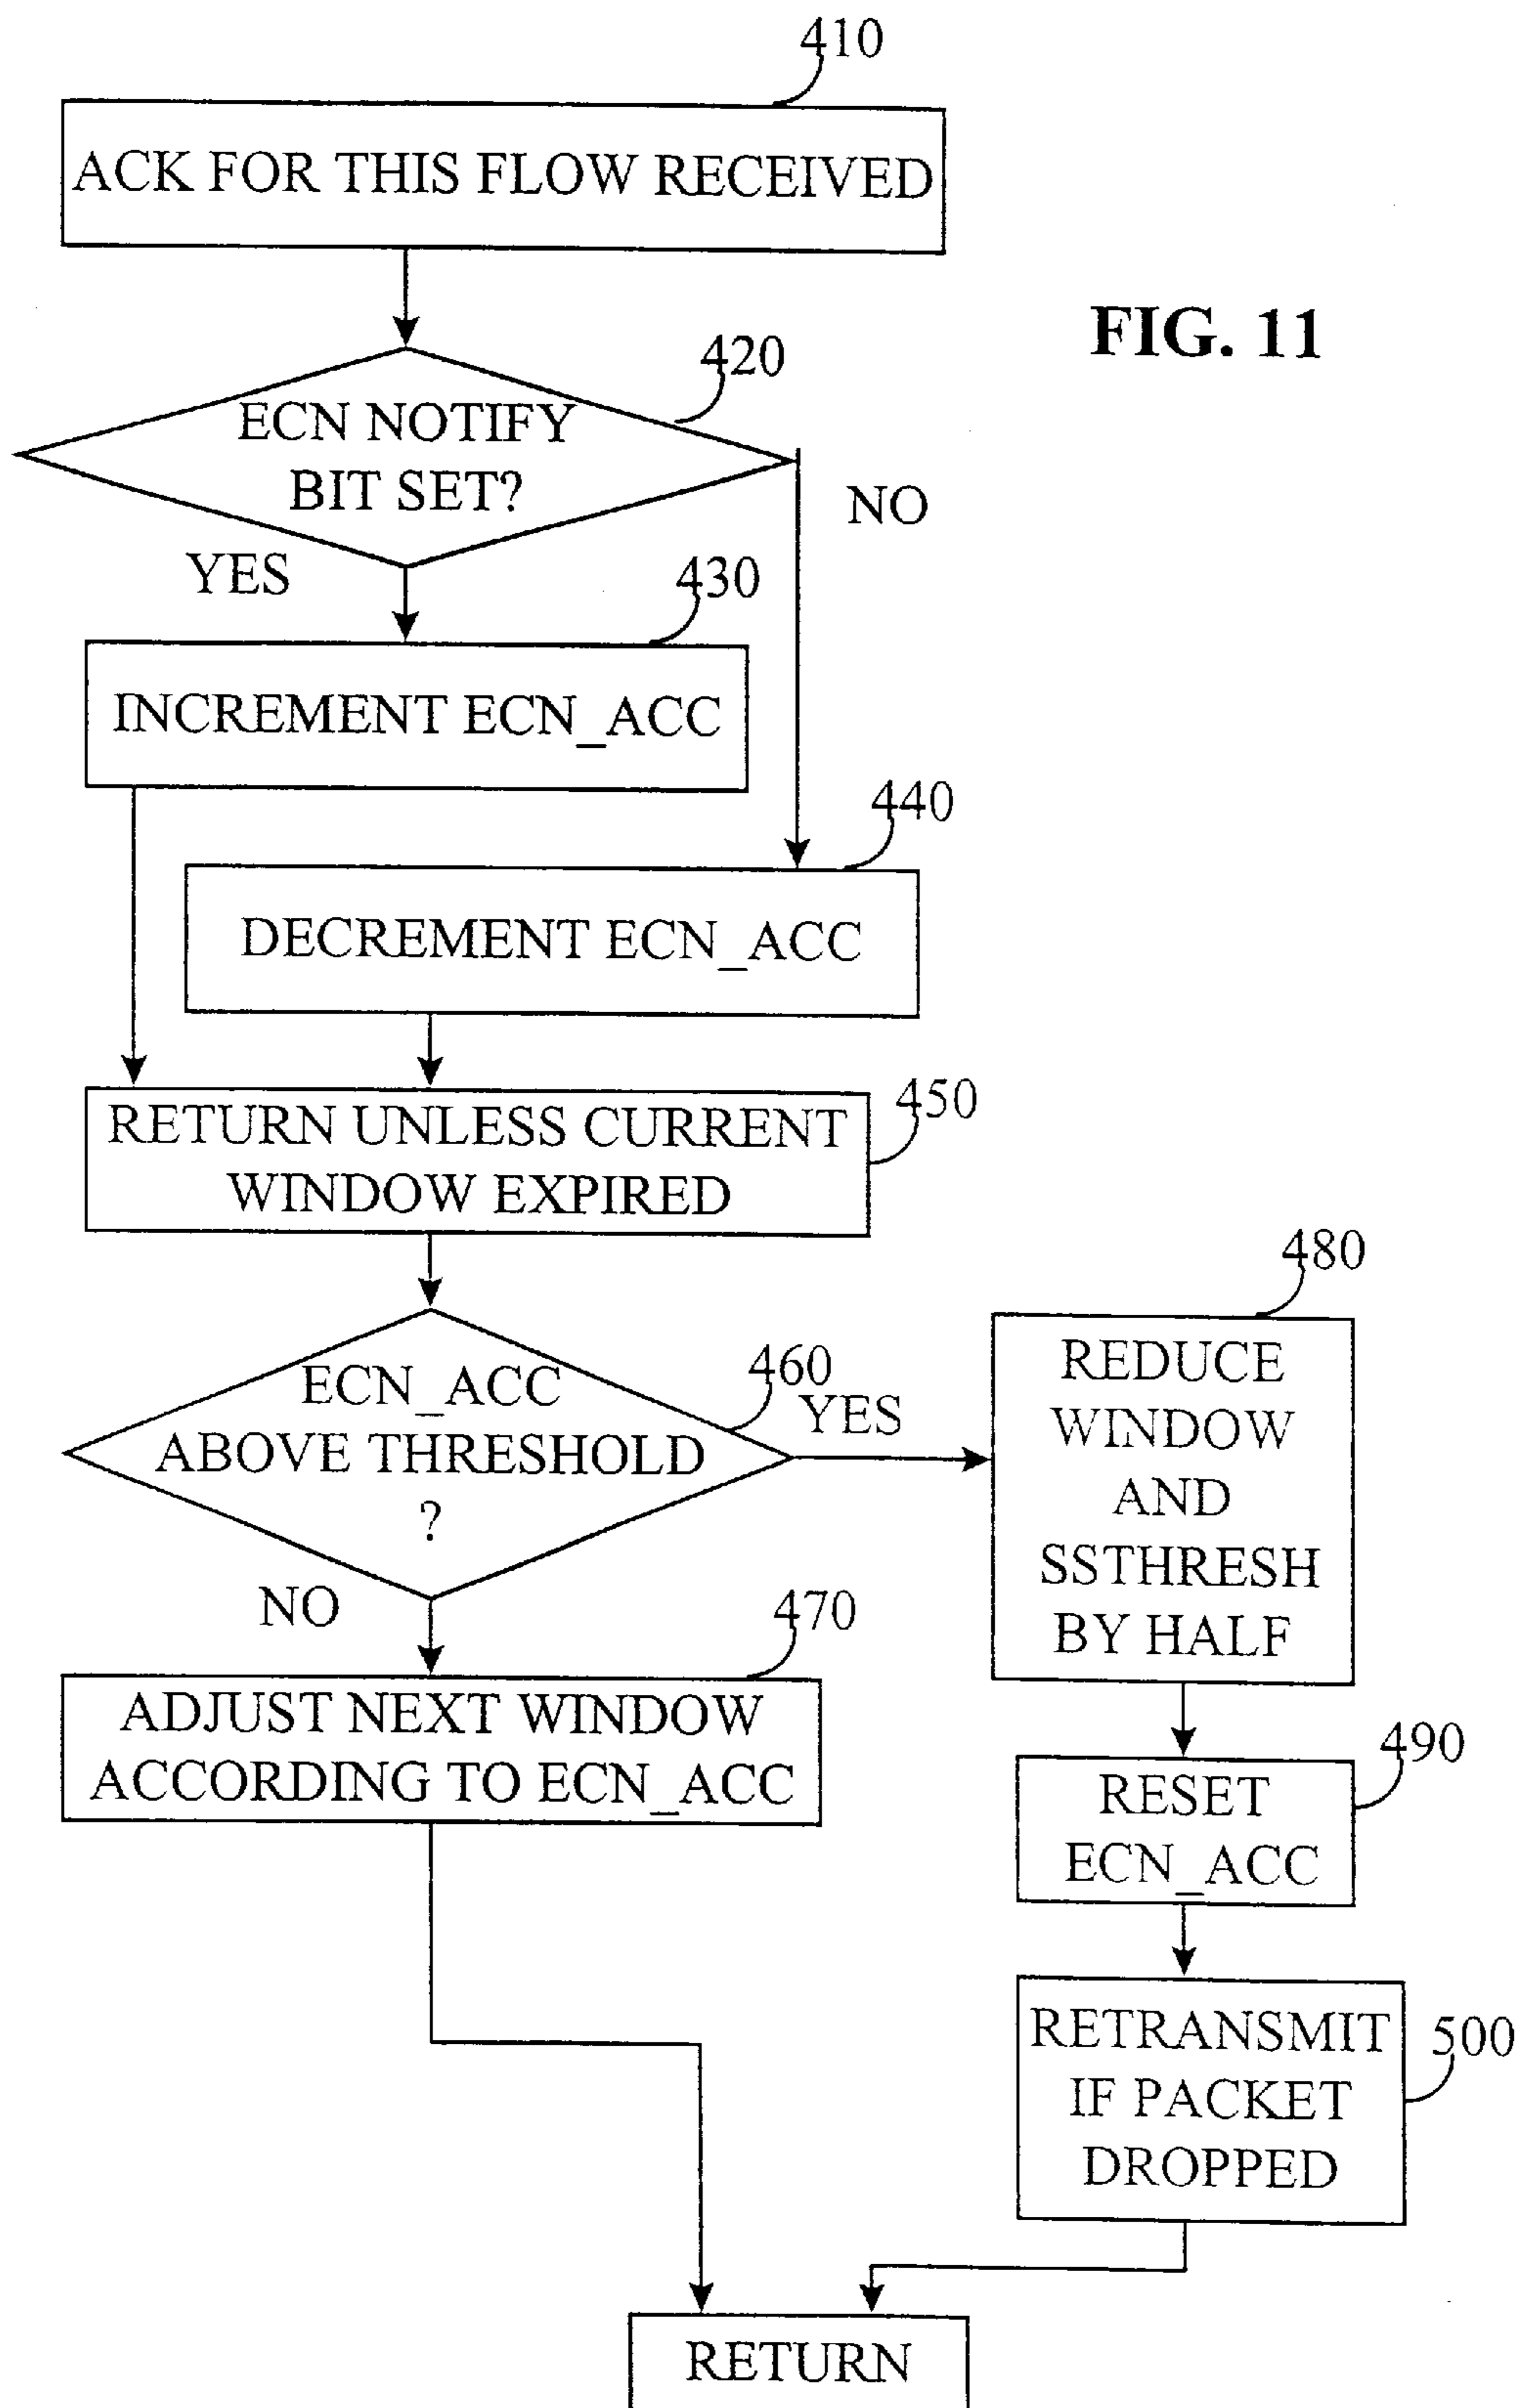 410
ACK FOR THIS FLOW RECEIVED
FIG. 11
420
ECN NOTIFY
BIT SET?
NO
YES
430
INCREMENT ECN_ACC
440
DECREMENT ECN_ACC
450
RETURN UNLESS CURRENT
WINDOW EXPIRED
460
ECN_ACC
ABOVE THRESHOLD
?
YES
NO
480
REDUCE
WINDOW
AND
SSTHRESH
BY HALF
470
ADJUST NEXT WINDOW
ACCORDING TO ECN_ACC
490
RESET
ECN_ACC
500
RETRANSMIT
IF PACKET
DROPPED
RETURN